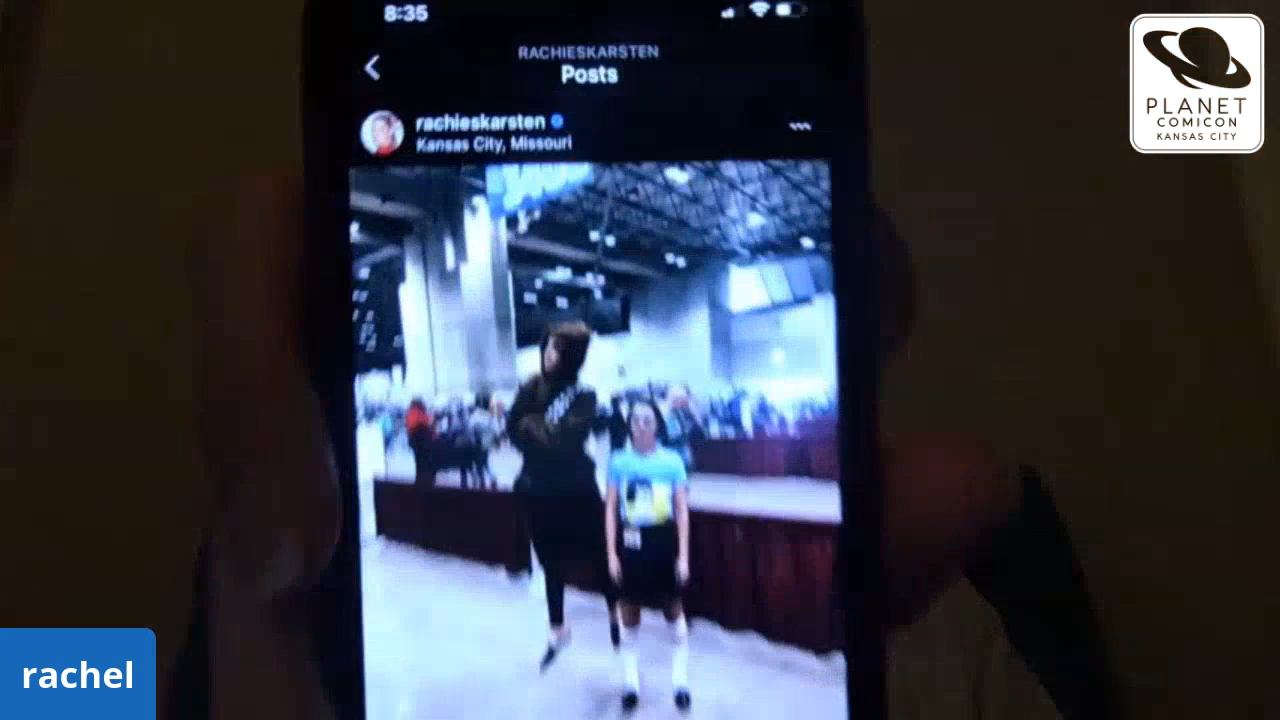 8:35
RACHIESKARSTEN
Posts
rachieskarsten
Kansas City, Missouri
PLANET
COMICON
KANSAS CITY
rachel